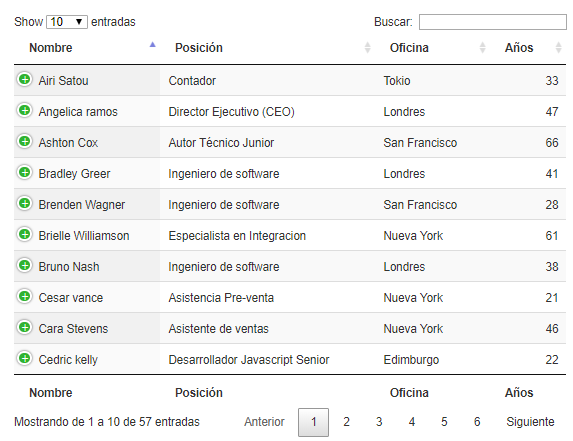 Show 10 entradas Buscar:
Nombre Posición Oficina Años
Airi Satou Contador Tokio 33
Angelica ramos Director Ejecutivo (CEO) Londres 47
Ashton Cox Autor Técnico Junior San Francisco 66
Bradley Greer Ingeniero de software Londres 41
Brenden Wagner Ingeniero de software San Francisco 28
Brielle Williamson Especialista en Integracion Nueva York 61
Bruno Nash Ingeniero de software Londres 38
Cesar vance Asistencia Pre-venta Nueva York 21
Cara Stevens Asistente de ventas Nueva York 46
Cedric kelly Desarrollador Javascript Senior Edimburgo 22
Nombre Posición Oficina Años
Mostrando de 1 a 10 de 57 entradas Anterior 1 2 3 4 5 6 Siguiente